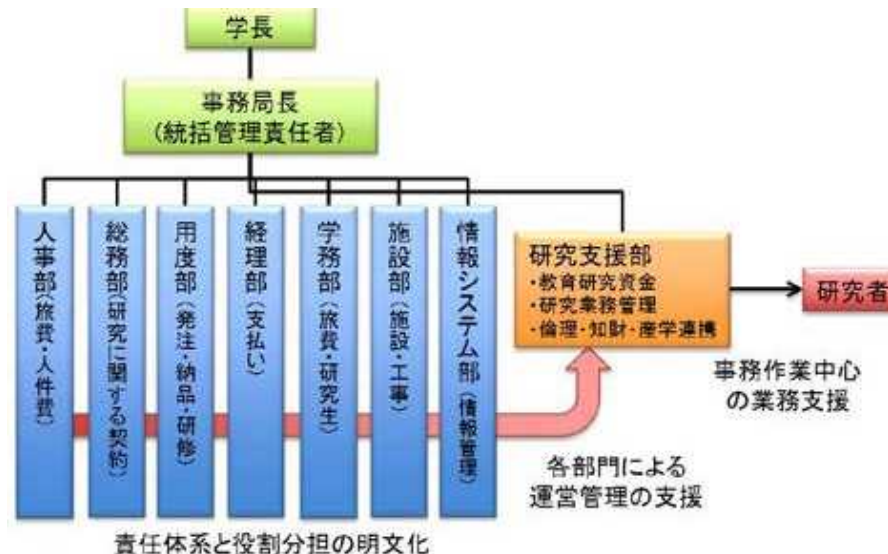 学長
事務局長
(統括管理責任者)
人事部(旅費・人件費)
総務部(研究に関する契約)
用度部(発注・納品・研修)
経理部(支払い)
学務部(旅費・研究生)
施設部(施設・工事)
情報システム部(情報管理)
研究支援部
・教育研究資金
・研究業務管理
・倫理・知財・産学連携
研究者
事務作業中心
の業務支援
各部門による
運営管理の支援
責任体系と役割分担の明文化